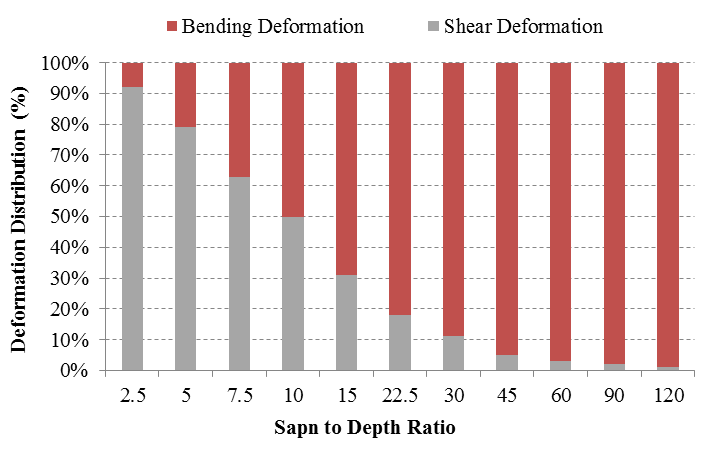 Bending Deformation Shear Deformation
100%
90%
80%
70%
60%
50%
40%
30%
20%
10%
0%
Deformation Distribution (%)
2.5 5 7.5 10 15 22.5 30 45 60 90 120
Sapn to Depth Ratio